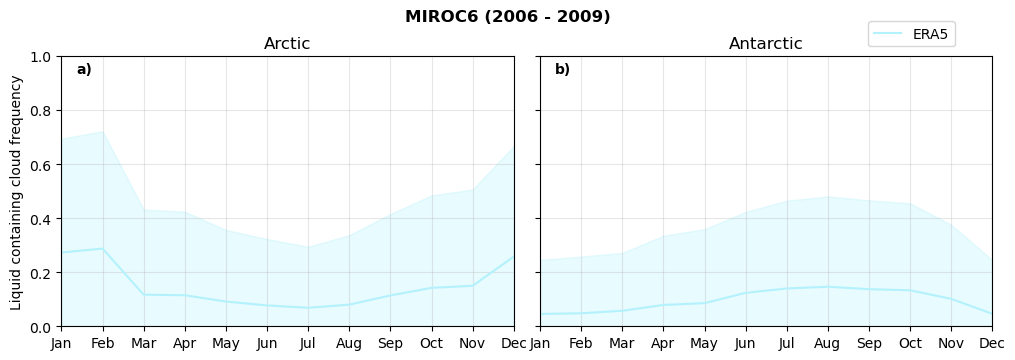 MIROC6 (2006 - 2009)
ERA5
Arctic
Antarctic
a)
b)
Liquid containing cloud frequency
1.0
0.8
0.6
0.4
0.2
0.0
Jan Feb Mar Apr May Jun Jul Aug Sep Oct Nov Dec
Jan Feb Mar Apr May Jun Jul Aug Sep Oct Nov Dec